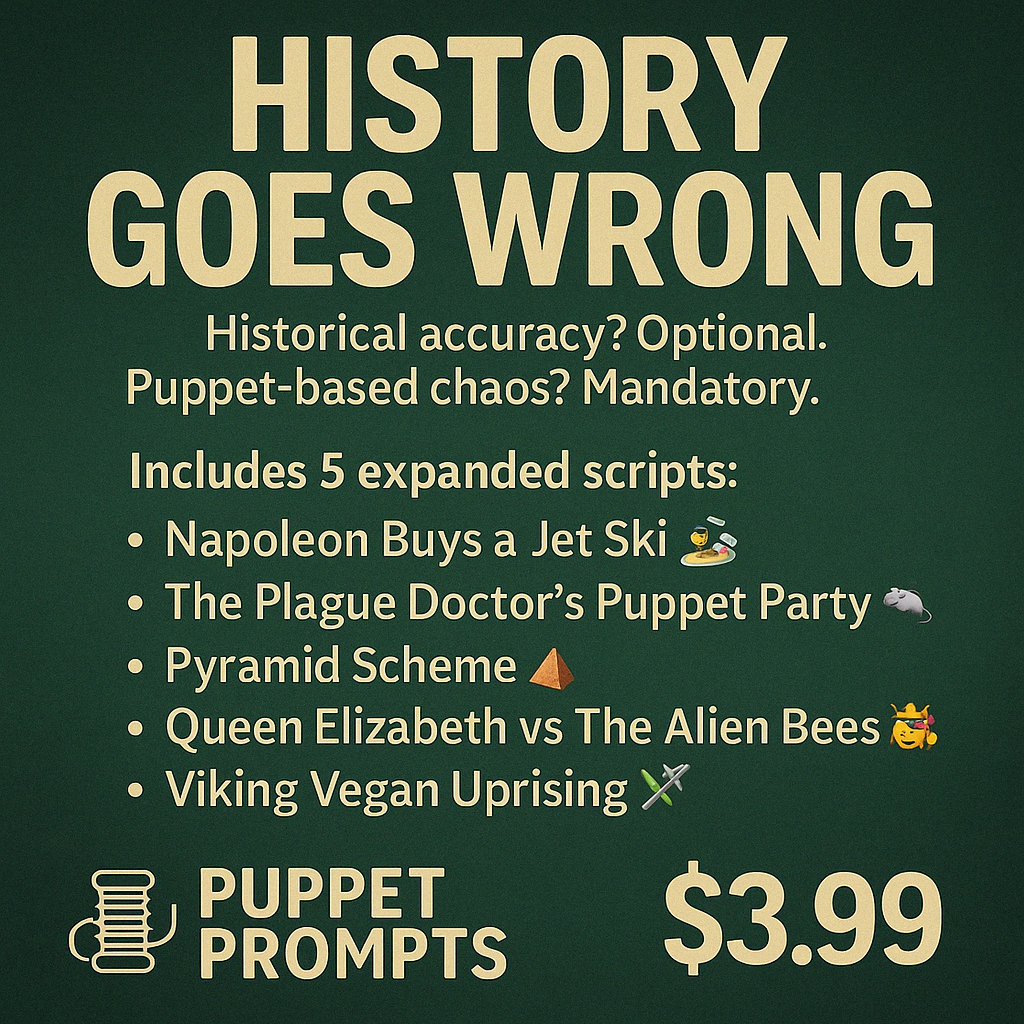 HISTORY
GOES WRONG
Historical accuracy? Optional.
Puppet-based chaos? Mandatory.
Includes 5 expanded scripts:
• Napoleon Buys a Jet Ski
• The Plague Doctor’s Puppet Party 🐀
• Pyramid Scheme
• Queen Elizabeth vs The Alien Bees
• Viking Vegan Uprising
PUPPET
PROMPTS
$3.99